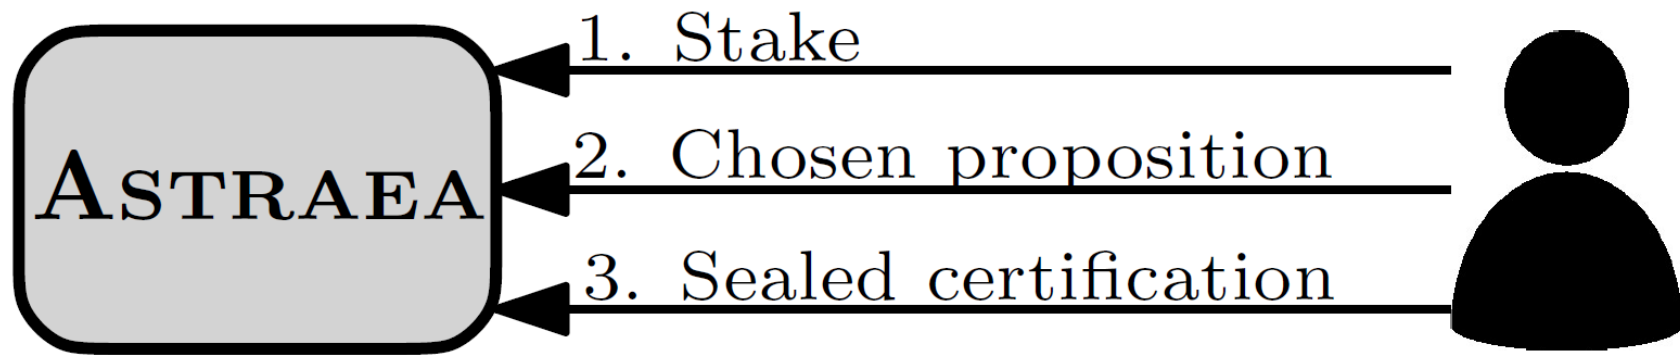 1. Stake
2. Chosen proposition
ASTRAEA
3. Sealed certification